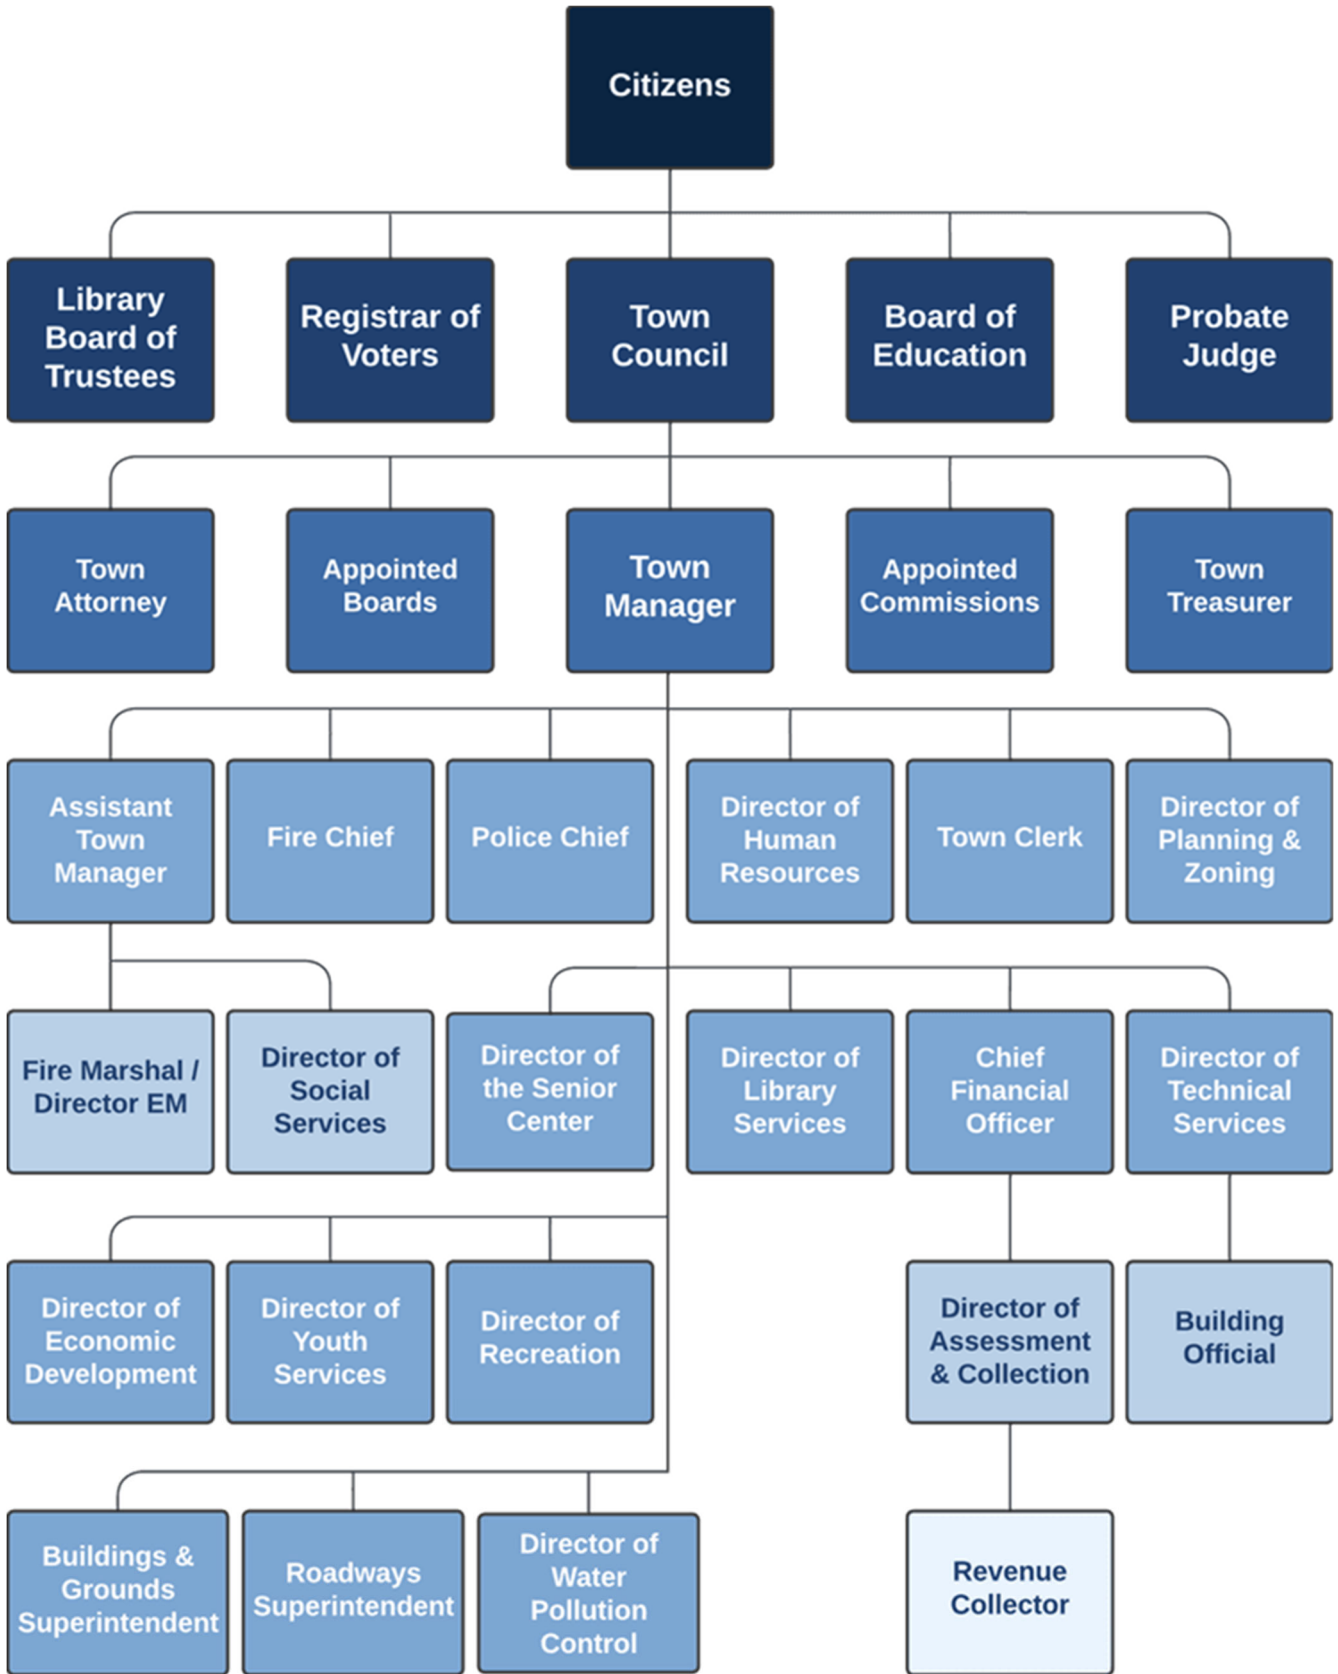 Citizens
Library
Board of
Trustees
Registrar of
Voters
Town
Council
Board of
Education
Probate
Judge
Town
Attorney
Appointed
Boards
Town
Manager
Appointed
Commissions
Town
Treasurer
Assistant
Town
Manager
Fire Chief
Police Chief
Director of
Human
Resources
Town Clerk
Director of
Planning &
Zoning
Fire Marshal /
Director EM
Director of
Social
Services
Director of
the Senior
Center
Director of
Library
Services
Chief
Financial
Officer
Director of
Technical
Services
Director of
Economic
Development
Director of
Youth
Services
Director of
Recreation
Director of
Assessment
& Collection
Building
Official
Buildings &
Grounds
Superintendent
Roadways
Superintendent
Director of
Water
Pollution
Control
Revenue
Collector